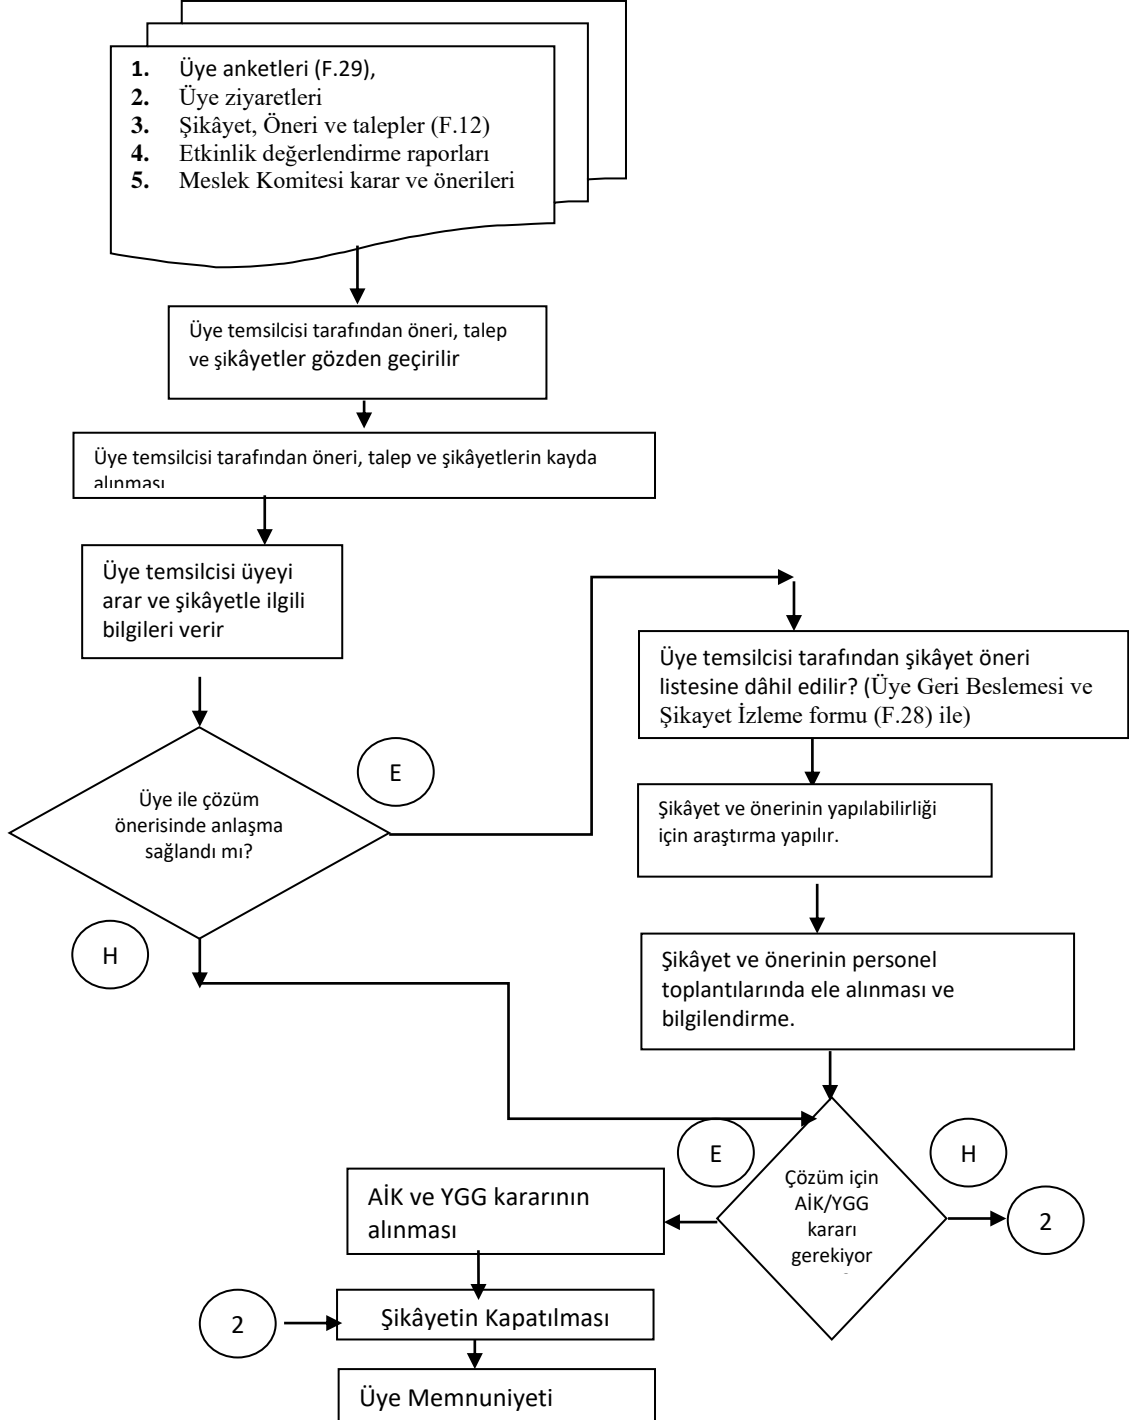 1. Üye anketleri (F.29),
2. Üye ziyaretleri
3. Şikâyet, Öneri ve talepler (F.12)
4. Etkinlik değerlendirme raporları
5. Meslek Komitesi karar ve önerileri
Üye temsilcisi tarafından öneri, talep
ve şikâyetler gözden geçirilir
Üye temsilcisi tarafından öneri, talep ve şikâyetlerin kayda
alınması
Üye temsilcisi üyeyi
arar ve şikâyetle ilgili
bilgileri verir
Üye temsilcisi tarafından şikâyet öneri
listesine dâhil edilir? (Üye Geri Beslemesi ve
Şikayet İzleme formu (F.28) ile)
E
Üye ile çözüm
önerisinde anlaşma
sağlandı mı?
Şikâyet ve önerinin yapılabilirliği
için araştırma yapılır.
H
Şikâyet ve önerinin personel
toplantılarında ele alınması ve
bilgilendirme.
E
H
Çözüm için
AİK/YGG
kararı
gerekiyor
AİK ve YGG kararının
alınması
2
2
Şikâyetin Kapatılması
Üye Memnuniyeti